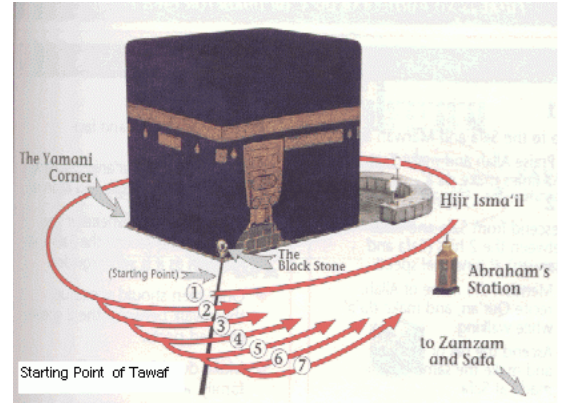 The Yamani
Corner
Hijr Isma‘il
The
Black Stone
(Starting Point)
Abraham’s
Station
1
2
3
4
5
6
7
to Zamzam
and Safa
Starting Point of Tawaf